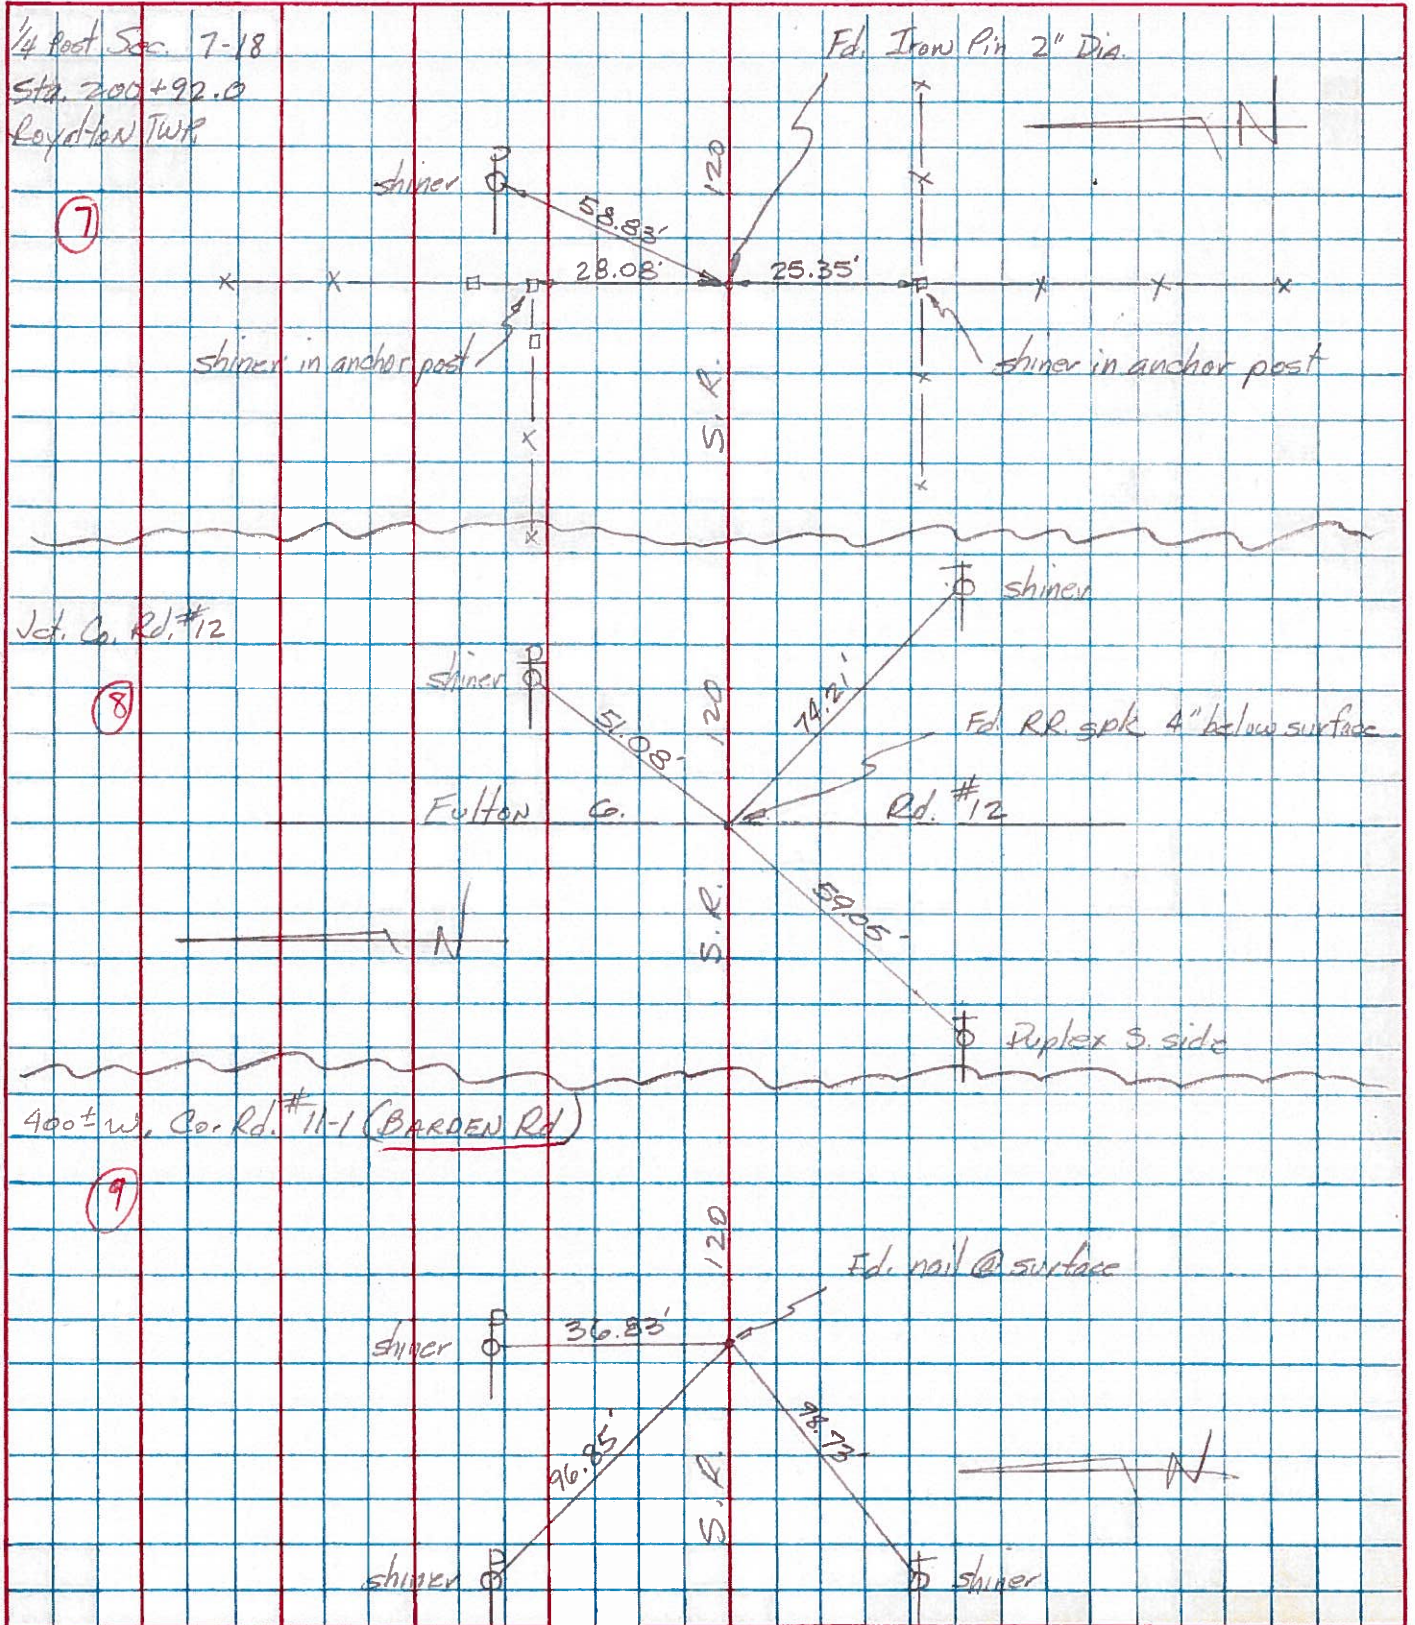 1/4 Post Sec. 7-18
Fd. Iron Pin 2" Dia.
Sta. 200+92.0
Royalton TWP.
N
shiner
120
7
58.83'
28.08'
25.35'
shiner in anchor post
shiner in anchor post
S. R.
shiner
Jct. Co. Rd. #12
shiner
8
120
74.21'
51.08'
Fd. RR. spk. 4" below surface
Fulton Co. Rd. #12
S. R.
59.05'
N
Duplex S. side
400± W. Co. Rd. #11-1 (BARDEN Rd)
9
120
Fd. nail @ surface
shiner
36.83'
96.85'
98.73'
N
S. R.
shiner
shiner